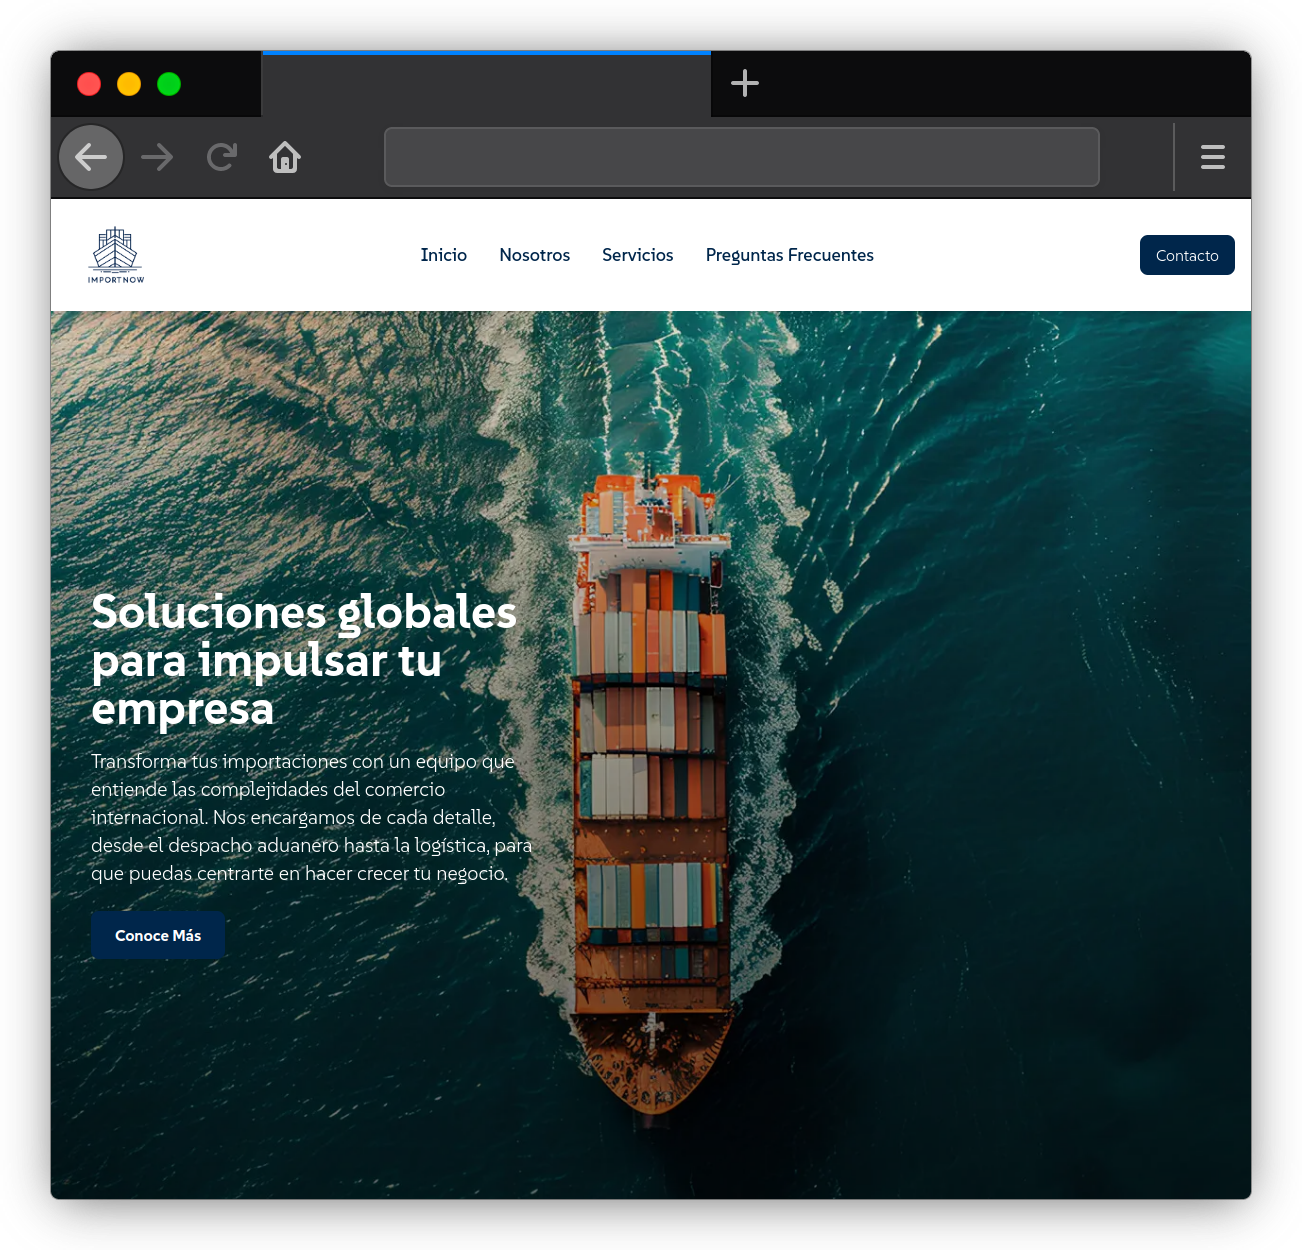 IMPORTNOW
Inicio Nosotros Servicios Preguntas Frecuentes Contacto
Soluciones globales
para impulsar tu
empresa
Transforma tus importaciones con un equipo que
entiende las complejidades del comercio
internacional. Nos encargamos de cada detalle,
desde el despacho aduanero hasta la logística, para
que puedas centrarte en hacer crecer tu negocio.
Conoce Más